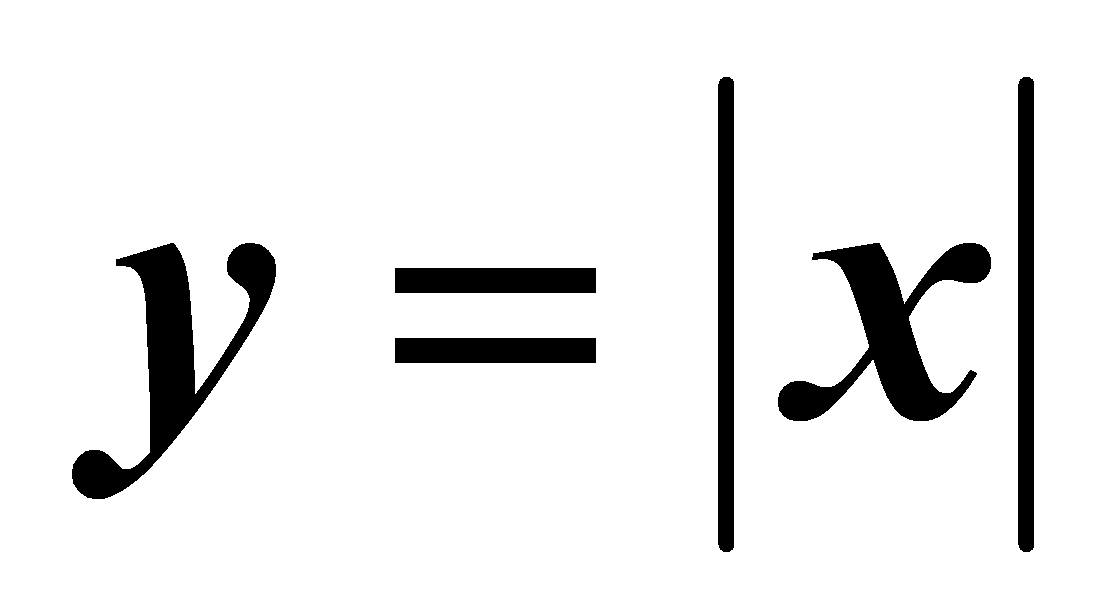 y = |x|